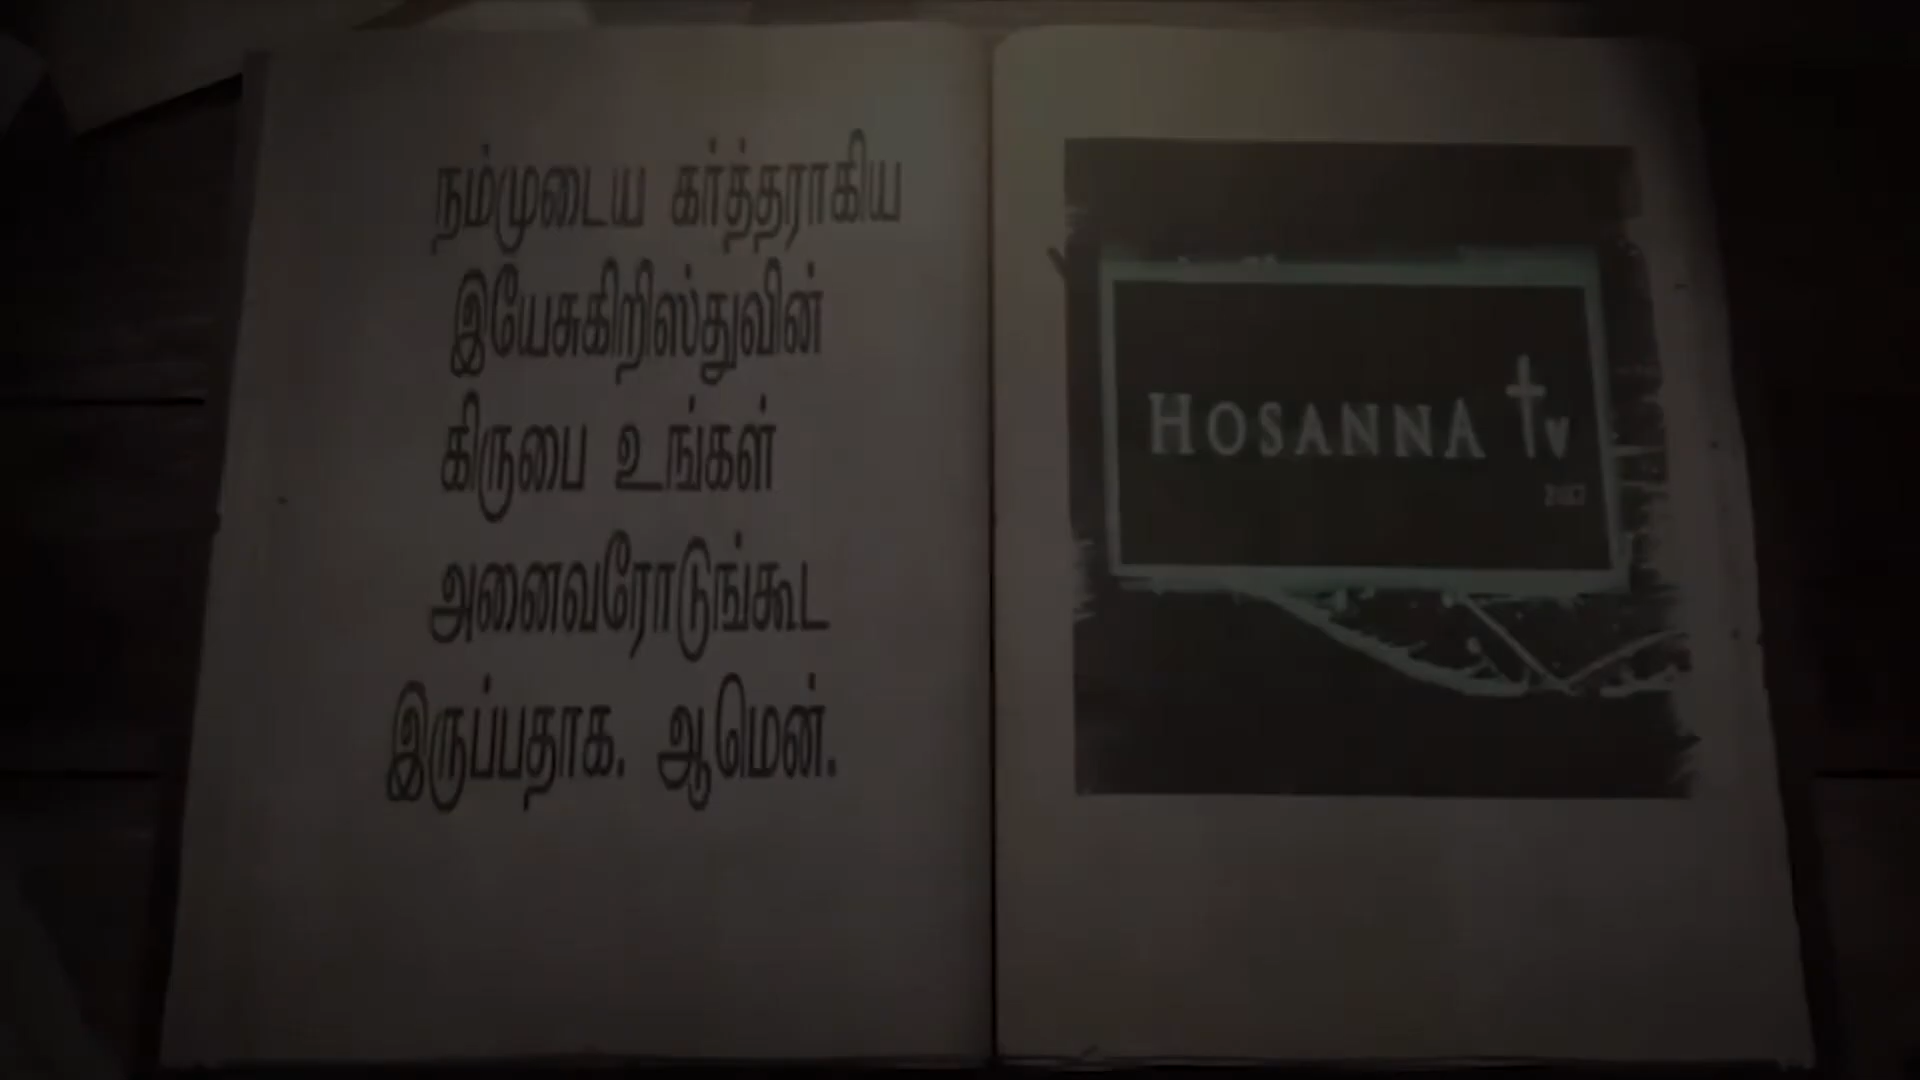 நம்முடைய கர்த்தராகிய
இயேசுகிறிஸ்துவின்
கிருபை உங்கள்
அனைவரோடுங்கூட
இருப்பதாக. ஆமென்.
HOSANNA TV